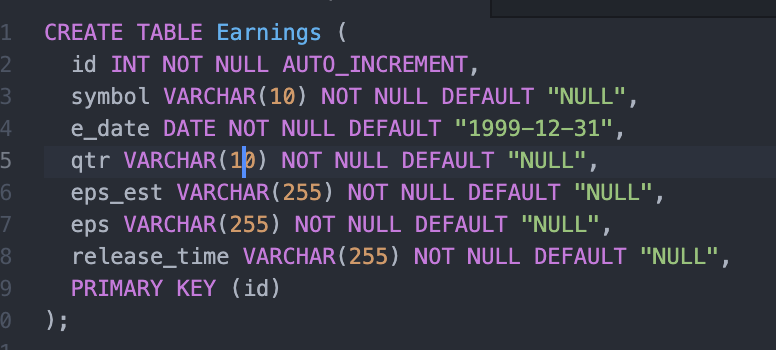 1 CREATE TABLE Earnings (
2   id INT NOT NULL AUTO_INCREMENT,
3   symbol VARCHAR(10) NOT NULL DEFAULT "NULL",
4   e_date DATE NOT NULL DEFAULT "1999-12-31",
5   qtr VARCHAR(10) NOT NULL DEFAULT "NULL",
6   eps_est VARCHAR(255) NOT NULL DEFAULT "NULL",
7   eps VARCHAR(255) NOT NULL DEFAULT "NULL",
8   release_time VARCHAR(255) NOT NULL DEFAULT "NULL",
9   PRIMARY KEY (id)
0 );
1